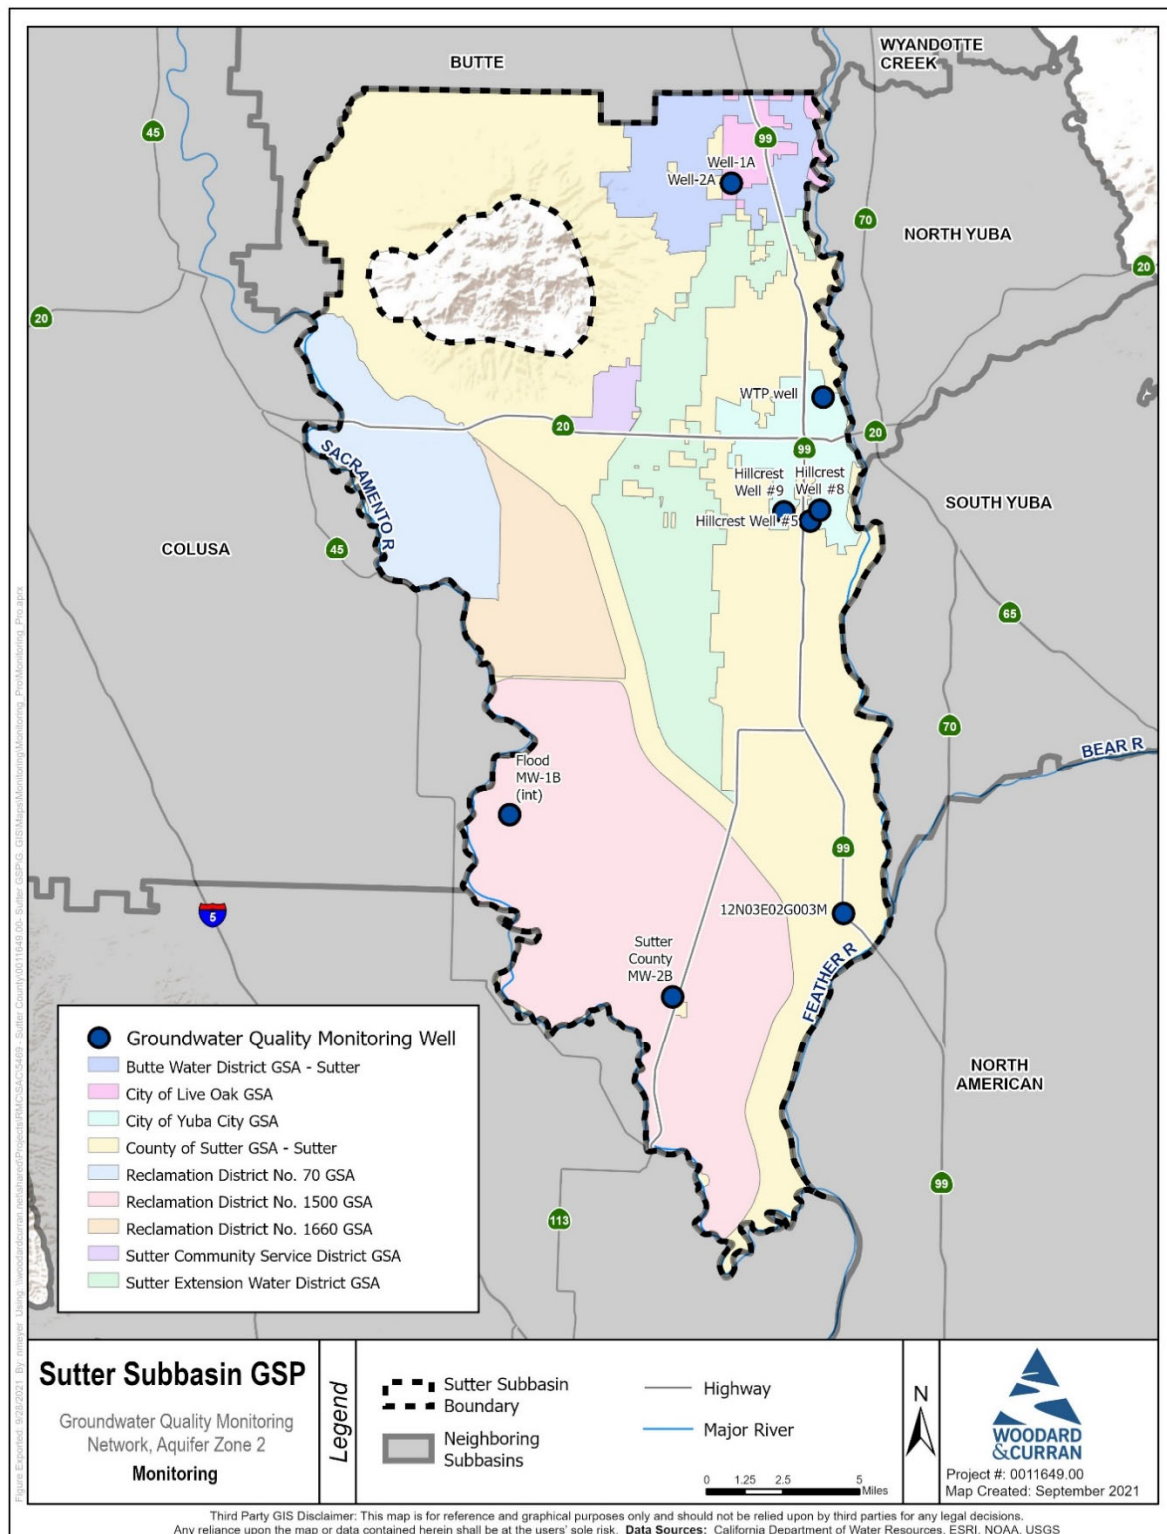 BUTTE
WYANDOTTE
CREEK
45
99
Well-1A
Well-2A
70
NORTH YUBA
20
20
WTP well
20
20
99
SACRAMENTO R
Hillcrest
Well #9
Hillcrest
Well #8
Hillcrest Well #5
SOUTH YUBA
COLUSA
45
65
70
BEAR R
Flood
MW-1B
(int)
99
5
12N03E02G003M
Sutter
County
MW-2B
FEATHER R
NORTH
AMERICAN
99
113
Groundwater Quality Monitoring Well
Butte Water District GSA - Sutter
City of Live Oak GSA
City of Yuba City GSA
County of Sutter GSA - Sutter
Reclamation District No. 70 GSA
Reclamation District No. 1500 GSA
Reclamation District No. 1660 GSA
Sutter Community Service District GSA
Sutter Extension Water District GSA
Sutter Subbasin GSP
Groundwater Quality Monitoring
Network, Aquifer Zone 2
Monitoring
Legend
Sutter Subbasin
Boundary
Neighboring
Subbasins
Highway
Major River
N
0 1.25 2.5 5
Miles
WOODARD
&CURRAN
Project #: 0011649.00
Map Created: September 2021
Third Party GIS Disclaimer: This map is for reference and graphical purposes only and should not be relied upon by third parties for any legal decisions.
Any reliance upon the map or data contained herein shall be at the users' sole risk. Data Sources: California Department of Water Resources, ESRI, NOAA, USGS
Figure Exported: 9/28/2021 By: nmeyer Using: